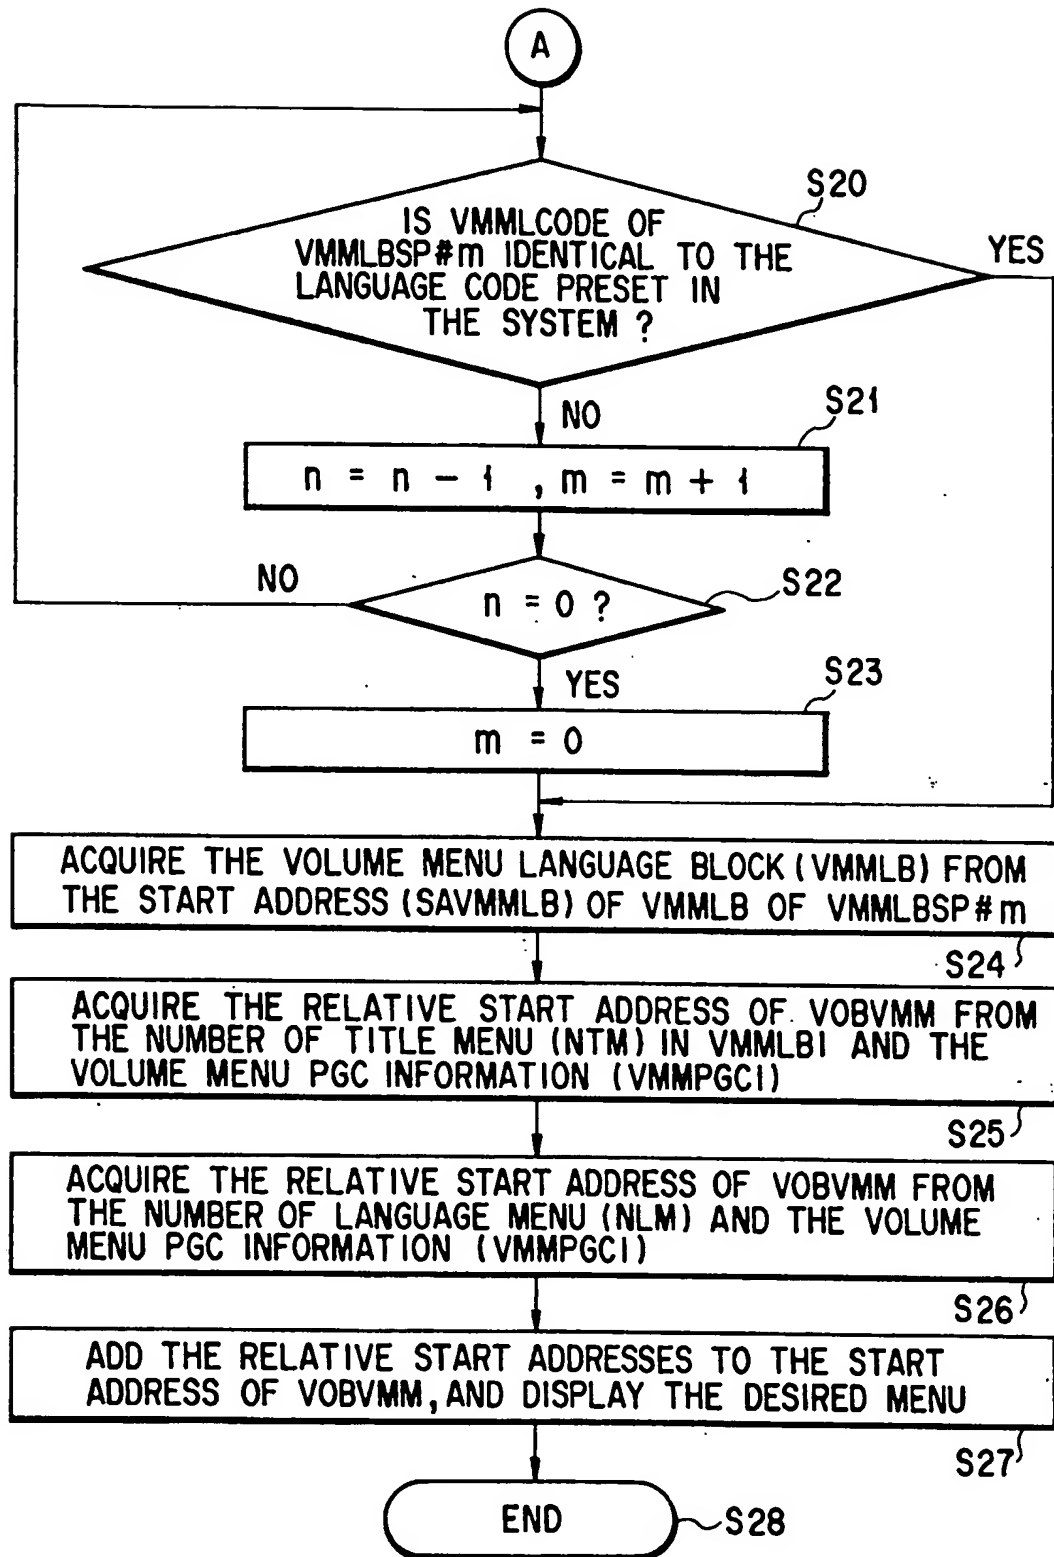 A
S20
IS VMMLCODE OF
VMMLBSP#m IDENTICAL TO THE
LANGUAGE CODE PRESET IN
THE SYSTEM ?
YES
NO
S21
n = n - 1 , m = m + 1
NO
n = 0 ?
S22
YES
S23
m = 0
ACQUIRE THE VOLUME MENU LANGUAGE BLOCK (VMMLB) FROM
THE START ADDRESS (SAVMMLB) OF VMMLB OF VMMLBSP#m
S24
ACQUIRE THE RELATIVE START ADDRESS OF VOBVMM FROM
THE NUMBER OF TITLE MENU (NTM) IN VMMLBI AND THE
VOLUME MENU PGC INFORMATION (VMMPGCI)
S25
ACQUIRE THE RELATIVE START ADDRESS OF VOBVMM FROM
THE NUMBER OF LANGUAGE MENU (NLM) AND THE VOLUME
MENU PGC INFORMATION (VMMPGCI)
S26
ADD THE RELATIVE START ADDRESSES TO THE START
ADDRESS OF VOBVMM, AND DISPLAY THE DESIRED MENU
S27
END
S28